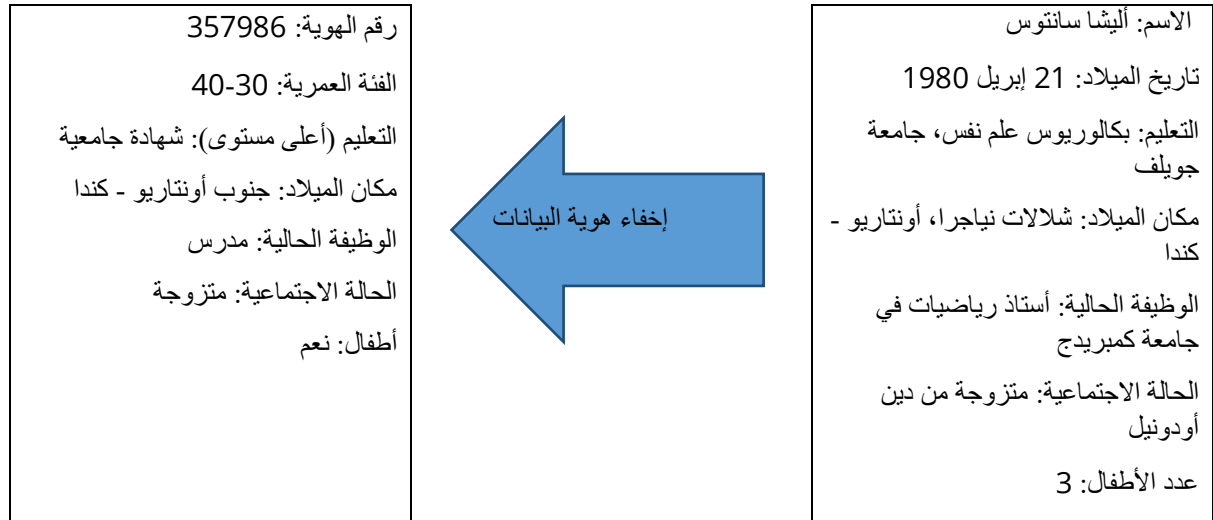 الاسم: أليشا سانتوس
تاريخ الميلاد: 21 إبريل 1980
التعليم: بكالوريوس علم نفس، جامعة
جويلف
مكان الميلاد: شلالات نياجرا، أونتاريو -
كندا
الوظيفة الحالية: أستاذ رياضيات في
جامعة كمبريدج
الحالة الاجتماعية: متزوجة من دين
أودونيل
عدد الأطفال: 3
إخفاء هوية البيانات
رقم الهوية: 357986
الفئة العمرية: 30-40
التعليم (أعلى مستوى): شهادة جامعية
مكان الميلاد: جنوب أونتاريو - كندا
الوظيفة الحالية: مدرس
الحالة الاجتماعية: متزوجة
أطفال: نعم